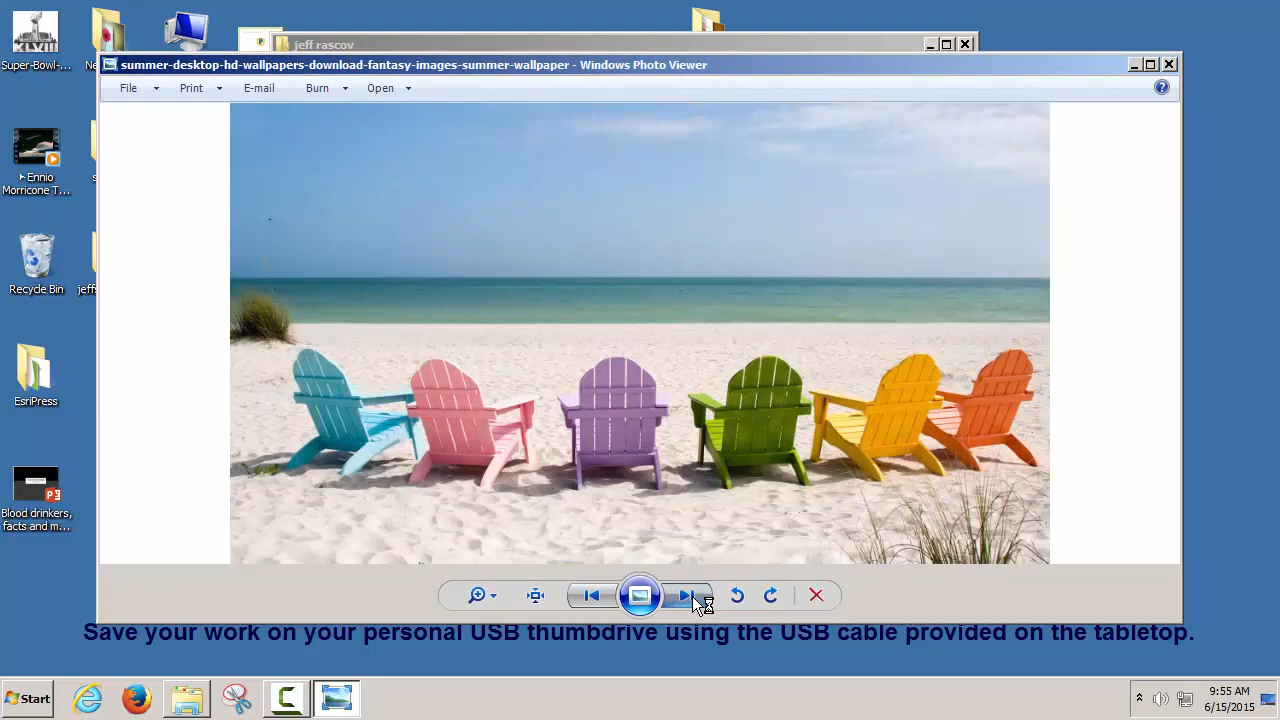 jeff rascov
summer-desktop-hd-wallpapers-download-fantasy-images-summer-wallpaper - Windows Photo Viewer
File Print E-mail Burn Open
XLVIII
Super-Bowl-...
Ennio
Morricone T...
Recycle Bin
EsriPress
Blood drinkers,
facts and m...
Save your work on your personal USB thumbdrive using the USB cable provided on the tabletop.
Start
9:55 AM
6/15/2015